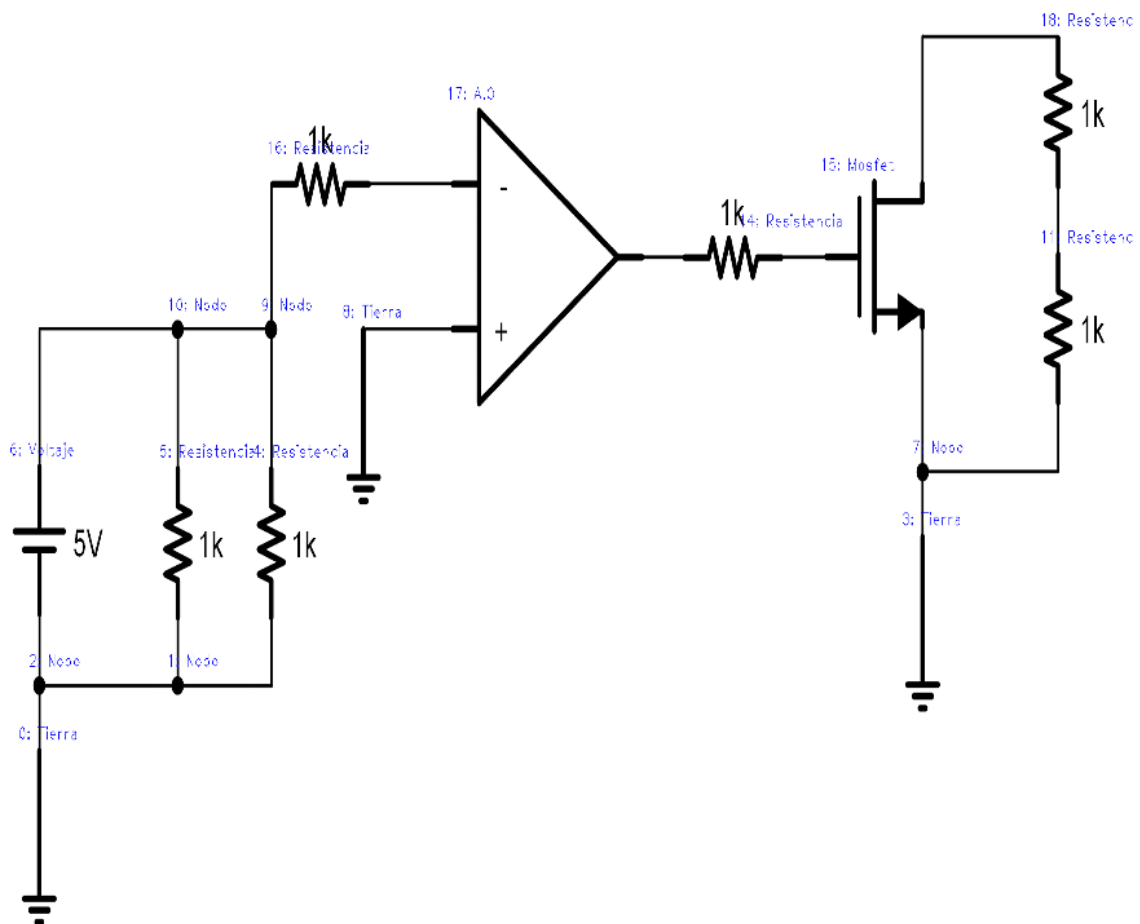 18: Resistenc
17: A.O
1k
1k
16: Resistencia
15: Mosfet
-
1k
14: Resistencia
11: Resistenc
10: Nodo
9: Nodo
8: Tierra
+
1k
6: Voltaje
5: Resistencia
4: Resistencia
7: Nodo
3: Tierra
5V
1k
1k
2: Nodo
1: Nodo
0: Tierra